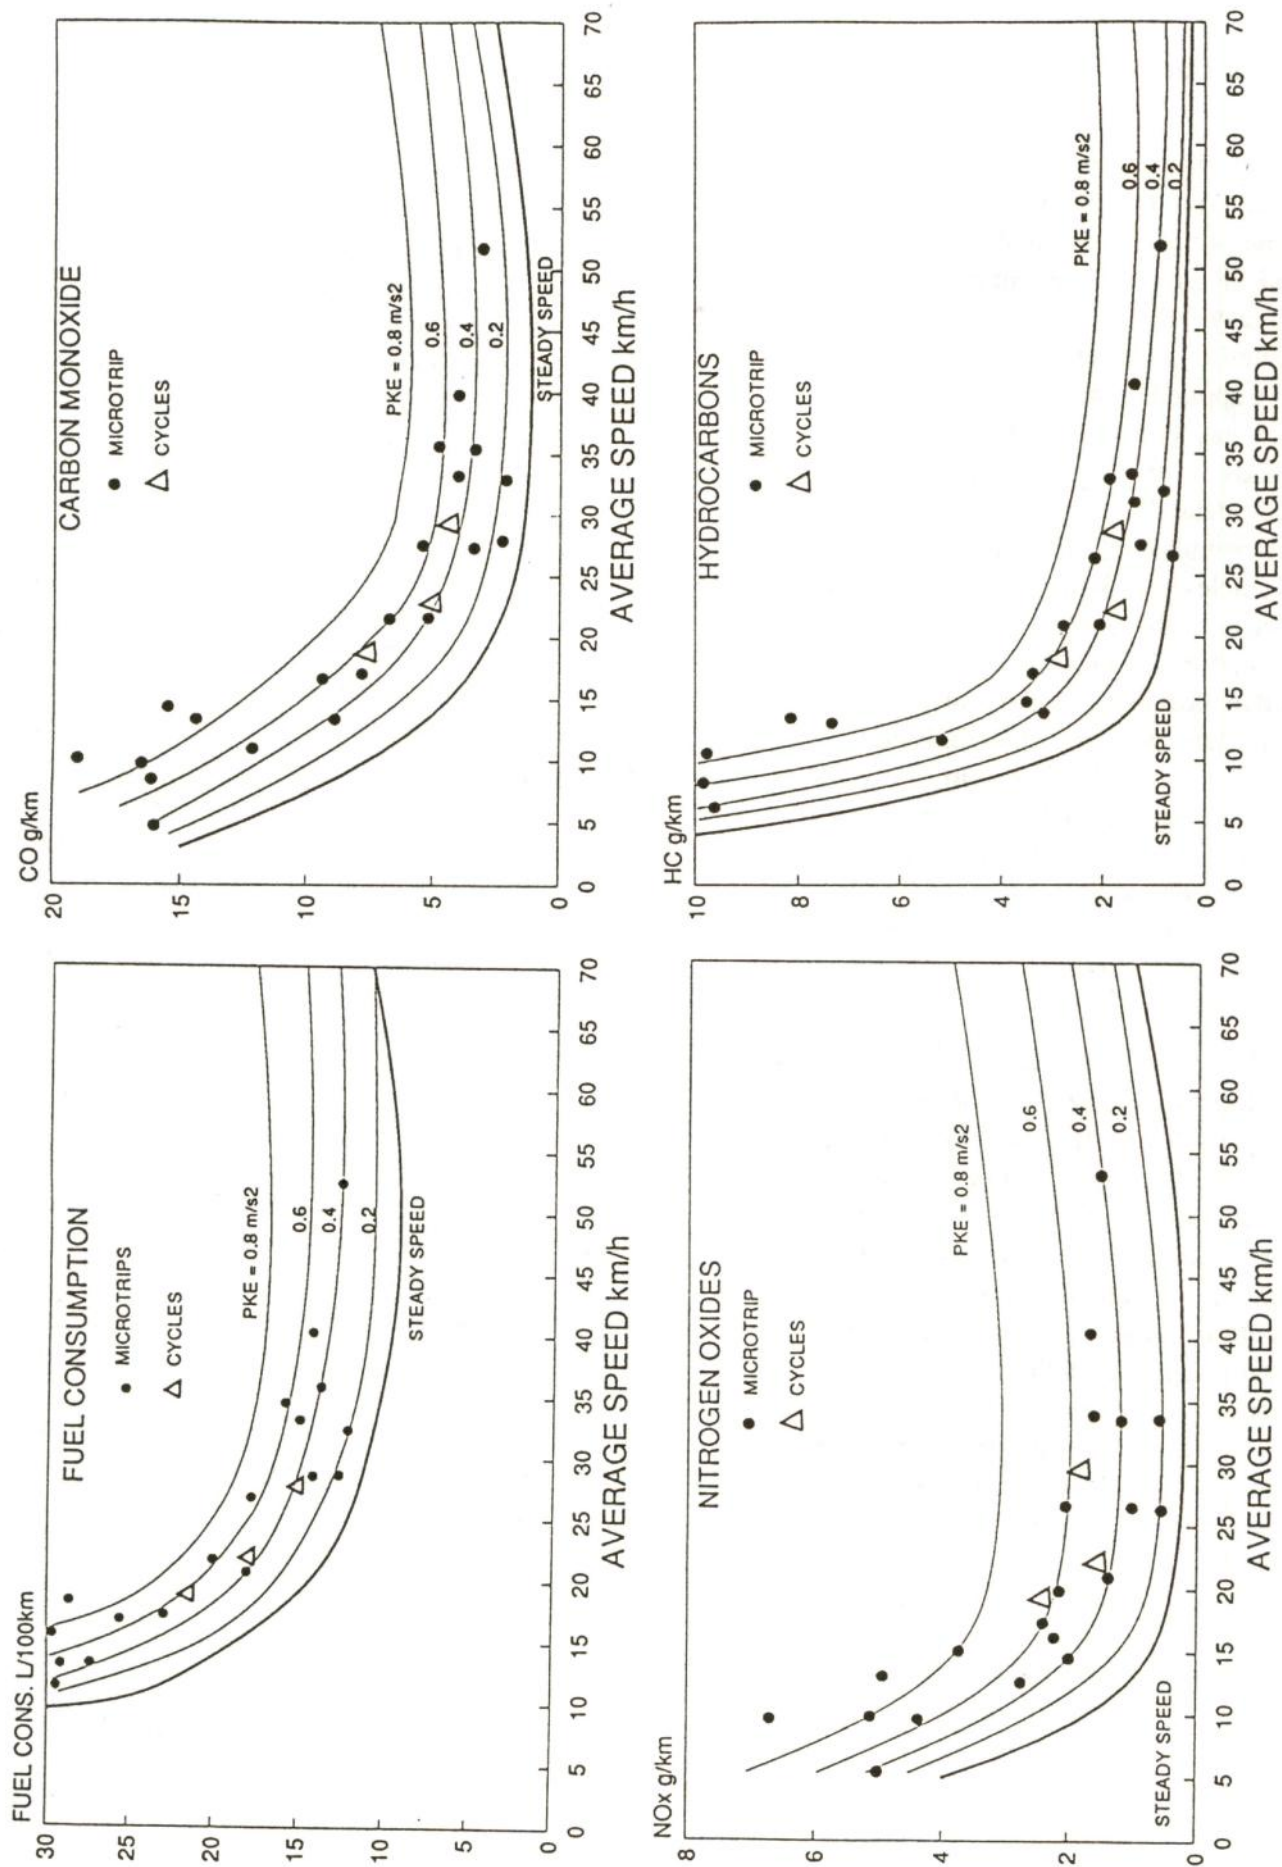 FUEL CONS. L/100km
FUEL CONSUMPTION
MICROTRIPS
CYCLES
PKE = 0.8 m/s2
0.6
0.4
0.2
STEADY SPEED
30
25
20
15
10
5
0
0 5 10 15 20 25 30 35 40 45 50 55 60 65 70
AVERAGE SPEED km/h
CO g/km
CARBON MONOXIDE
MICROTRIP
CYCLES
PKE = 0.8 m/s2
0.6
0.4
0.2
STEADY SPEED
20
15
10
5
0
0 5 10 15 20 25 30 35 40 45 50 55 60 65 70
AVERAGE SPEED km/h
NOx g/km
NITROGEN OXIDES
MICROTRIP
CYCLES
PKE = 0.8 m/s2
0.6
0.4
0.2
STEADY SPEED
8
6
4
2
0
0 5 10 15 20 25 30 35 40 45 50 55 60 65 70
AVERAGE SPEED km/h
HC g/km
HYDROCARBONS
MICROTRIP
CYCLES
PKE = 0.8 m/s2
0.6
0.4
0.2
STEADY SPEED
10
8
6
4
2
0
0 5 10 15 20 25 30 35 40 45 50 55 60 65 70
AVERAGE SPEED km/h